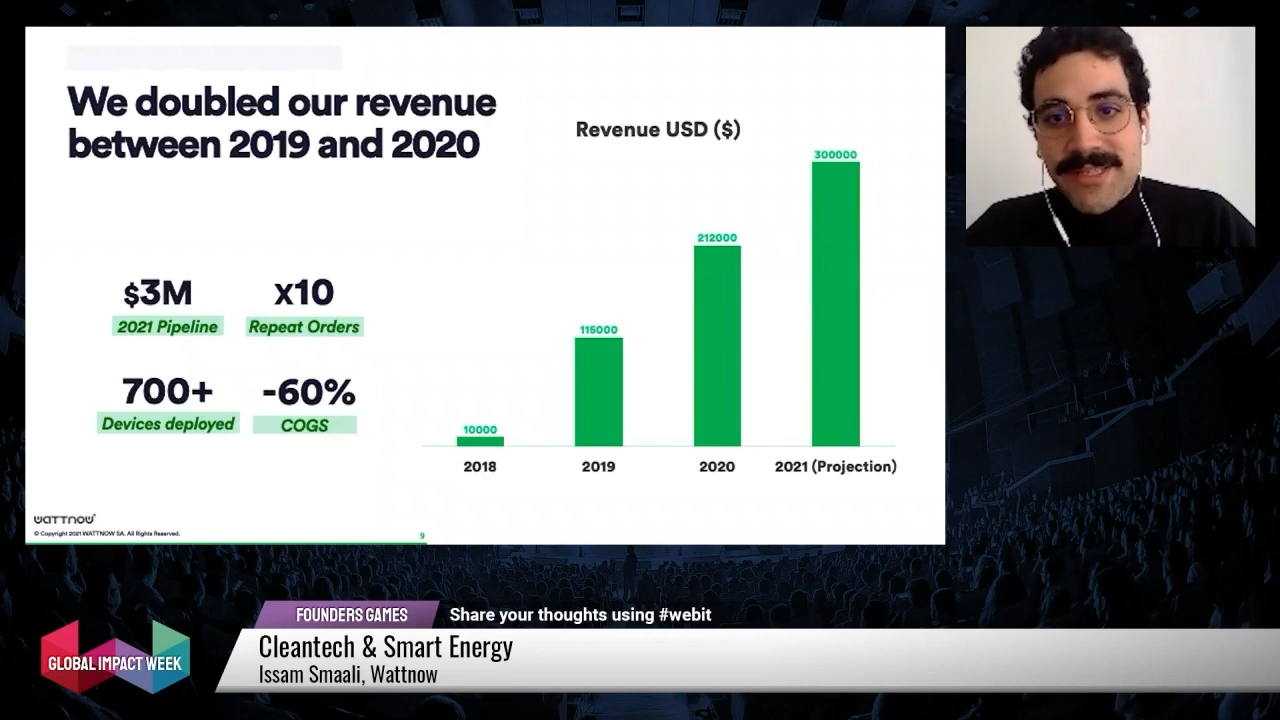 We doubled our revenue
between 2019 and 2020
$3M
2021 Pipeline
x10
Repeat Orders
700+
Devices deployed
-60%
COGS
Revenue USD ($)
10000
115000
212000
300000
2018
2019
2020
2021 (Projection)
wattnow
© Copyright 2021 WATTNOW SA. All Rights Reserved.
9
FOUNDERS GAMES
Share your thoughts using #webit
GLOBAL IMPACT WEEK
Cleantech & Smart Energy
Issam Smaali, Wattnow